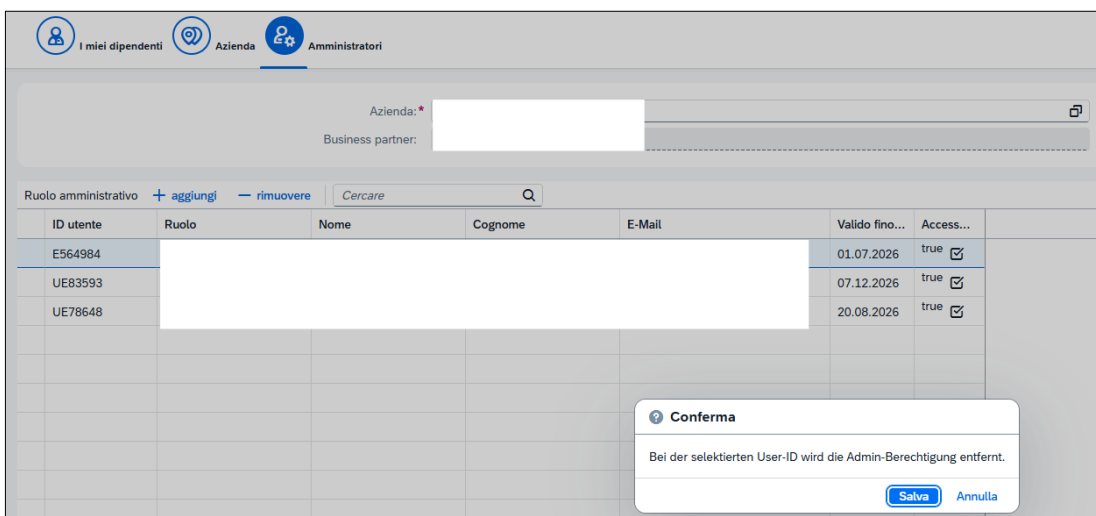 I miei dipendenti Azienda Amministratori
Azienda:*
Business partner:
Ruolo amministrativo + aggiungi − rimuovere Cercare
ID utente Ruolo Nome Cognome E-Mail Valido fino... Access...
E564984 01.07.2026 true
UE83593 07.12.2026 true
UE78648 20.08.2026 true
Conferma
Bei der selektierten User-ID wird die Admin-Berechtigung entfernt.
Salva Annulla